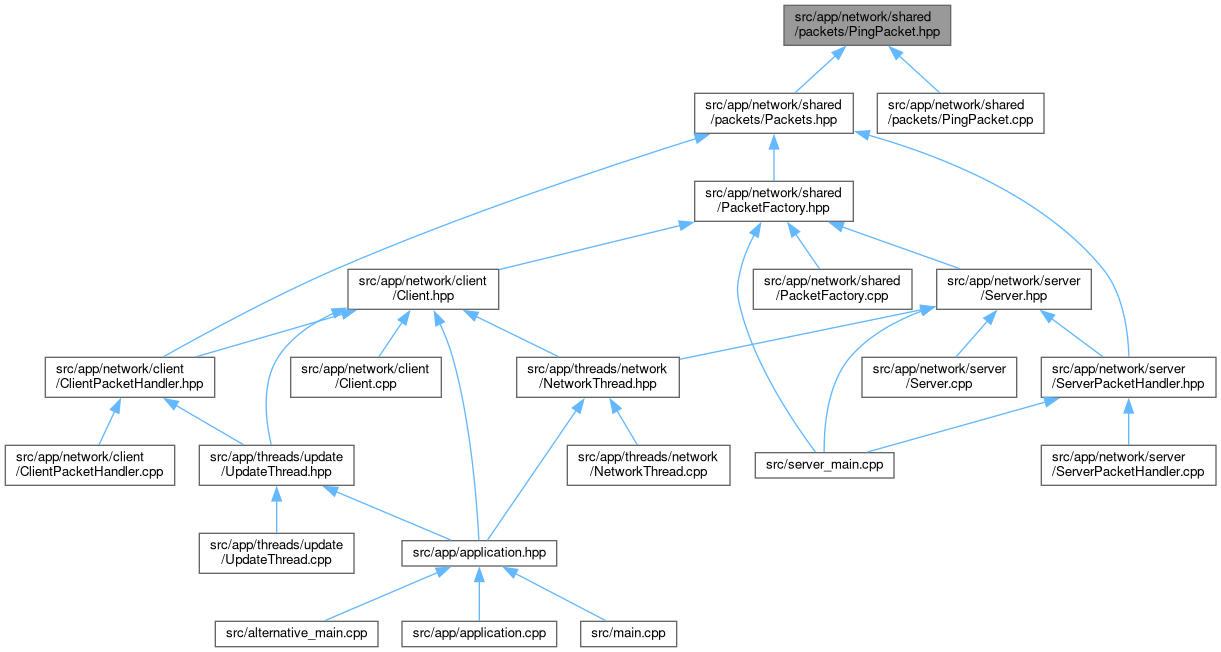 src/app/network/shared
/packets/PingPacket.hpp
src/app/network/shared
/packets/Packets.hpp
src/app/network/shared
/packets/PingPacket.cpp
src/app/network/shared
/PacketFactory.hpp
src/app/network/client
/Client.hpp
src/app/network/shared
/PacketFactory.cpp
src/app/network/server
/Server.hpp
src/app/network/client
/ClientPacketHandler.hpp
src/app/network/client
/Client.cpp
src/app/threads/network
/NetworkThread.hpp
src/app/network/server
/Server.cpp
src/app/network/server
/ServerPacketHandler.hpp
src/app/network/client
/ClientPacketHandler.cpp
src/app/threads/update
/UpdateThread.hpp
src/app/threads/network
/NetworkThread.cpp
src/server_main.cpp
src/app/network/server
/ServerPacketHandler.cpp
src/app/threads/update
/UpdateThread.cpp
src/app/application.hpp
src/alternative_main.cpp
src/app/application.cpp
src/main.cpp